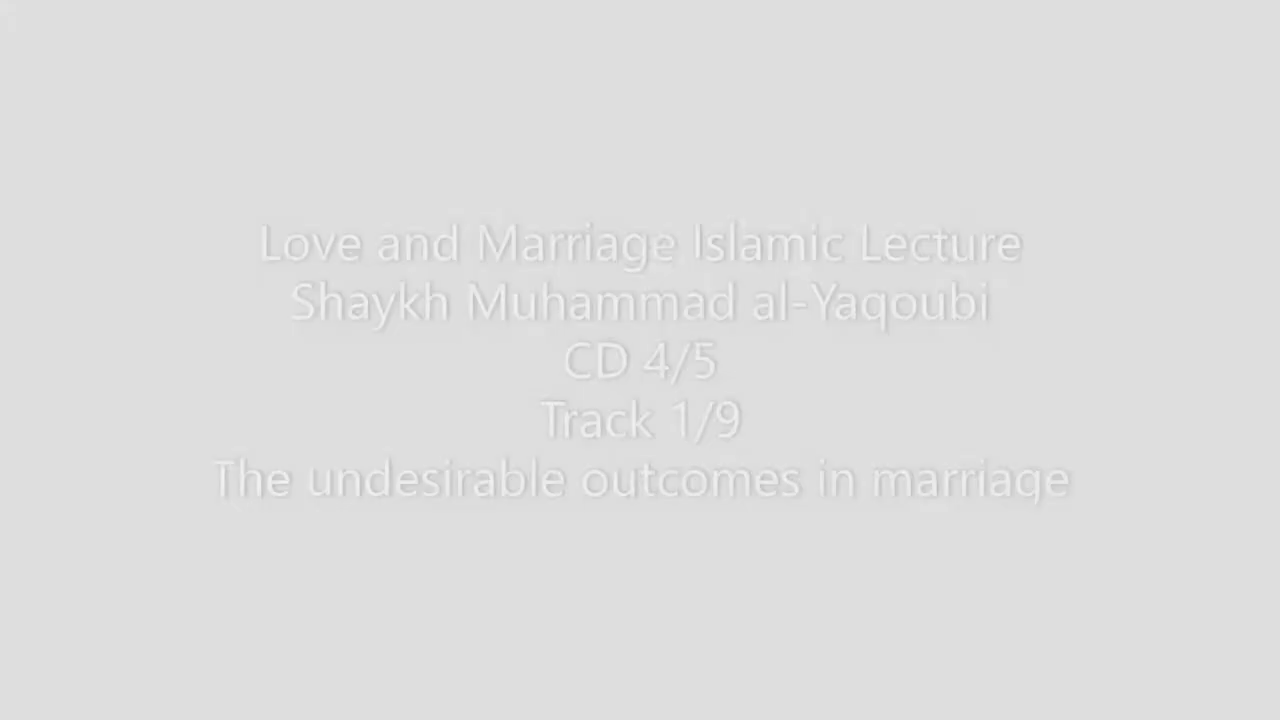 Love and Marriage Islamic Lecture
Shaykh Muhammad al-Yaqoubi
CD 4/5
Track 1/9
The undesirable outcomes in marriage